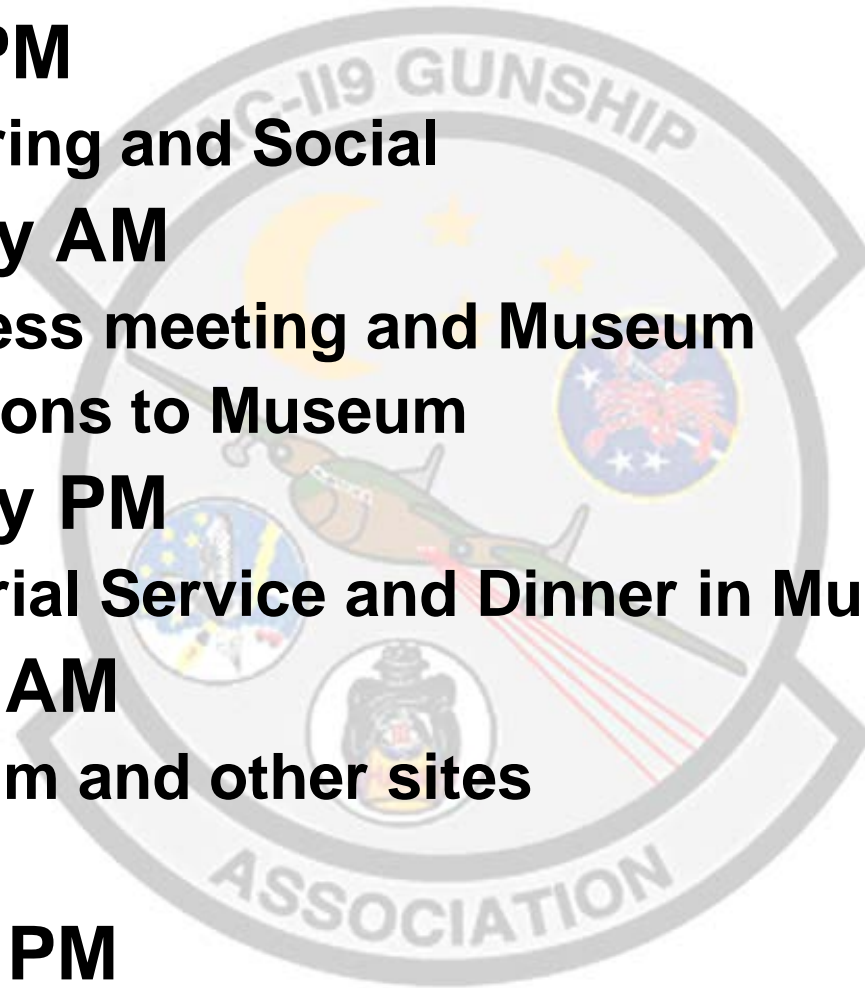 PM
AC-119 GUNSHIP
ring and Social
y AM
ess meeting and Museum
ons to Museum
y PM
rial Service and Dinner in Mu
AM
m and other sites
ASSOCIATION
PM